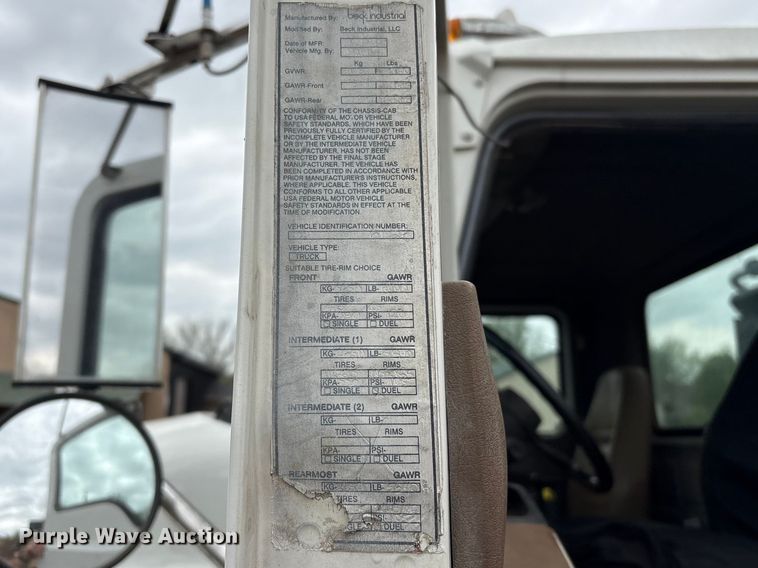 Manufactured By: beck industrial
Modified By: Beck Industrial, LLC
Date of MFR
Vehicle Mfg. By:
Kg Lbs
GVWR:
GAWR-Front
GAWR-Rear
CONFORMITY OF THE CHASSIS-CAB
TO USA FEDERAL MOTOR VEHICLE
SAFETY STANDARDS, WHICH HAVE BEEN
PREVIOUSLY FULLY CERTIFIED BY THE
INCOMPLETE VEHICLE MANUFACTURER
OR BY THE INTERMEDIATE VEHICLE
MANUFACTURER, HAS NOT BEEN
AFFECTED BY THE FINAL STAGE
MANUFACTURER. THE VEHICLE HAS
BEEN COMPLETED IN ACCORDANCE WITH
PRIOR MANUFACTURER'S INSTRUCTIONS,
WHERE APPLICABLE. THIS VEHICLE
CONFORMS TO ALL OTHER APPLICABLE
USA FEDERAL MOTOR VEHICLE
SAFETY STANDARDS IN EFFECT AT THE
TIME OF MODIFICATION.
VEHICLE IDENTIFICATION NUMBER:
VEHICLE TYPE:
TRUCK
SUITABLE TIRE-RIM CHOICE
FRONT GAWR
KG- LB-
TIRES RIMS
KPA- PSI-
SINGLE DUEL
INTERMEDIATE (1) GAWR
KG- LB-
TIRES RIMS
KPA- PSI-
SINGLE DUEL
INTERMEDIATE (2) GAWR
KG- LB-
TIRES RIMS
KPA- PSI-
SINGLE DUEL
REARMOST GAWR
KG- LB-
TIRES RIMS
PSI-
SINGLE DUEL
Purple Wave Auction